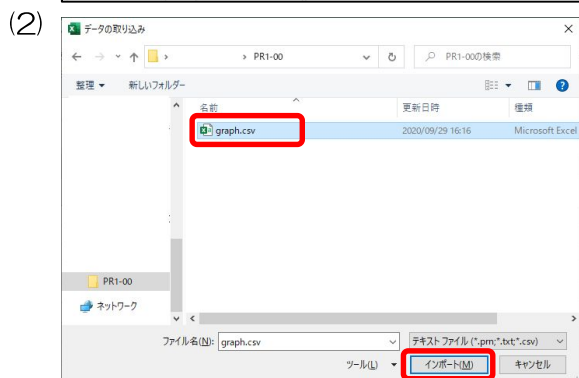 (2)
データの取り込み
PR1-00
PR1-00の検索
整理 新しいフォルダー
名前 更新日時 種類
graph.csv 2020/09/29 16:16 Microsoft Excel
PR1-00
ネットワーク
ファイル名(N): graph.csv テキスト ファイル (*.prn;*.txt;*.csv)
ツール(L) インポート(M) キャンセル